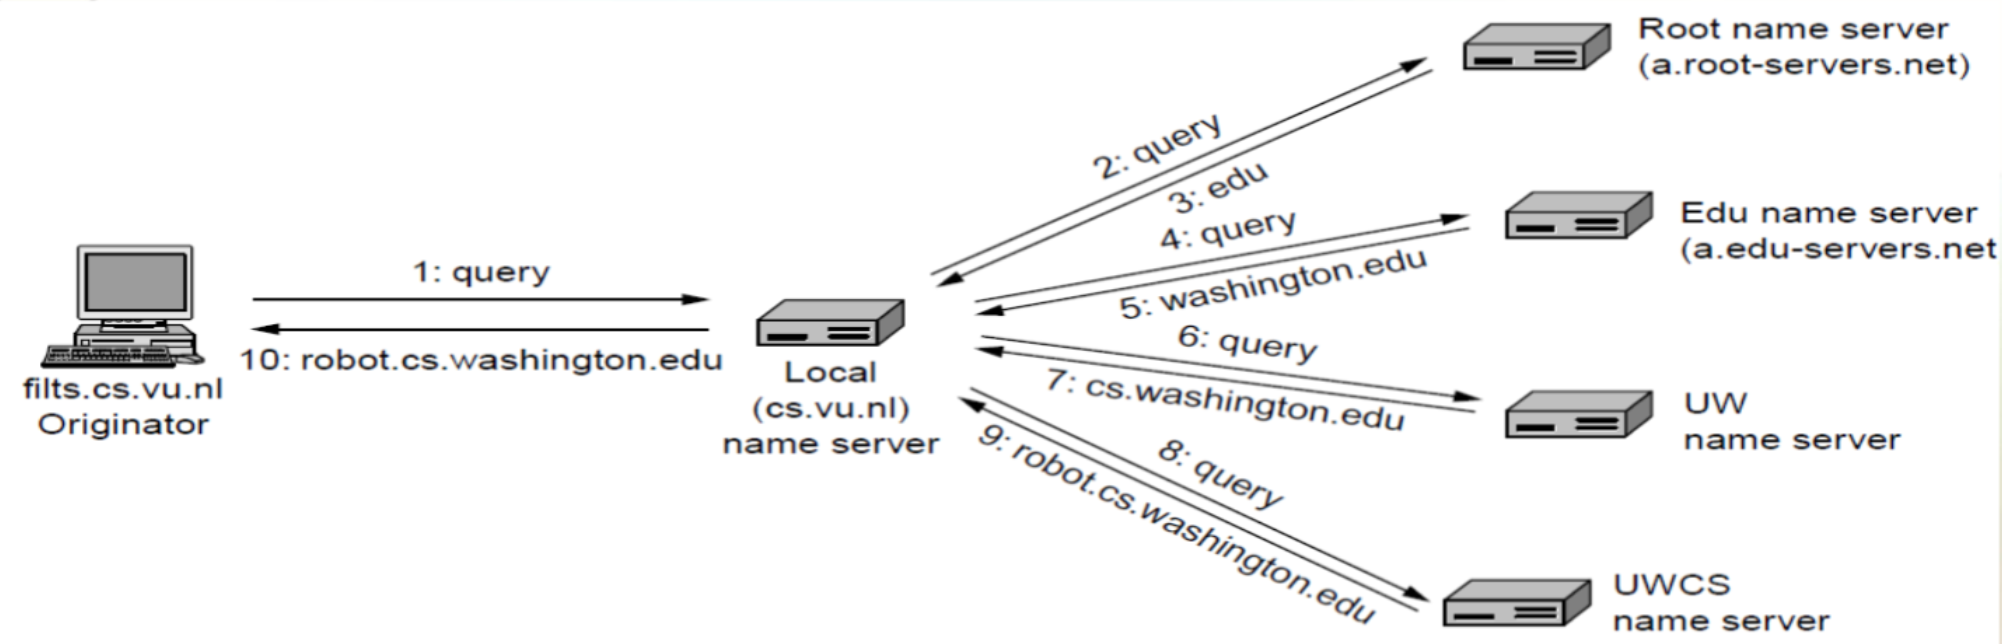 Root name server
(a.root-servers.net)
2: query
3: edu
4: query
Edu name server
(a.edu-servers.net
5: washington.edu
1: query
10: robot.cs.washington.edu
filts.cs.vu.nl
Originator
Local
(cs.vu.nl)
name server
6: query
7: cs.washington.edu
UW
name server
8: query
9: robot.cs.washington.edu
UWCS
name server